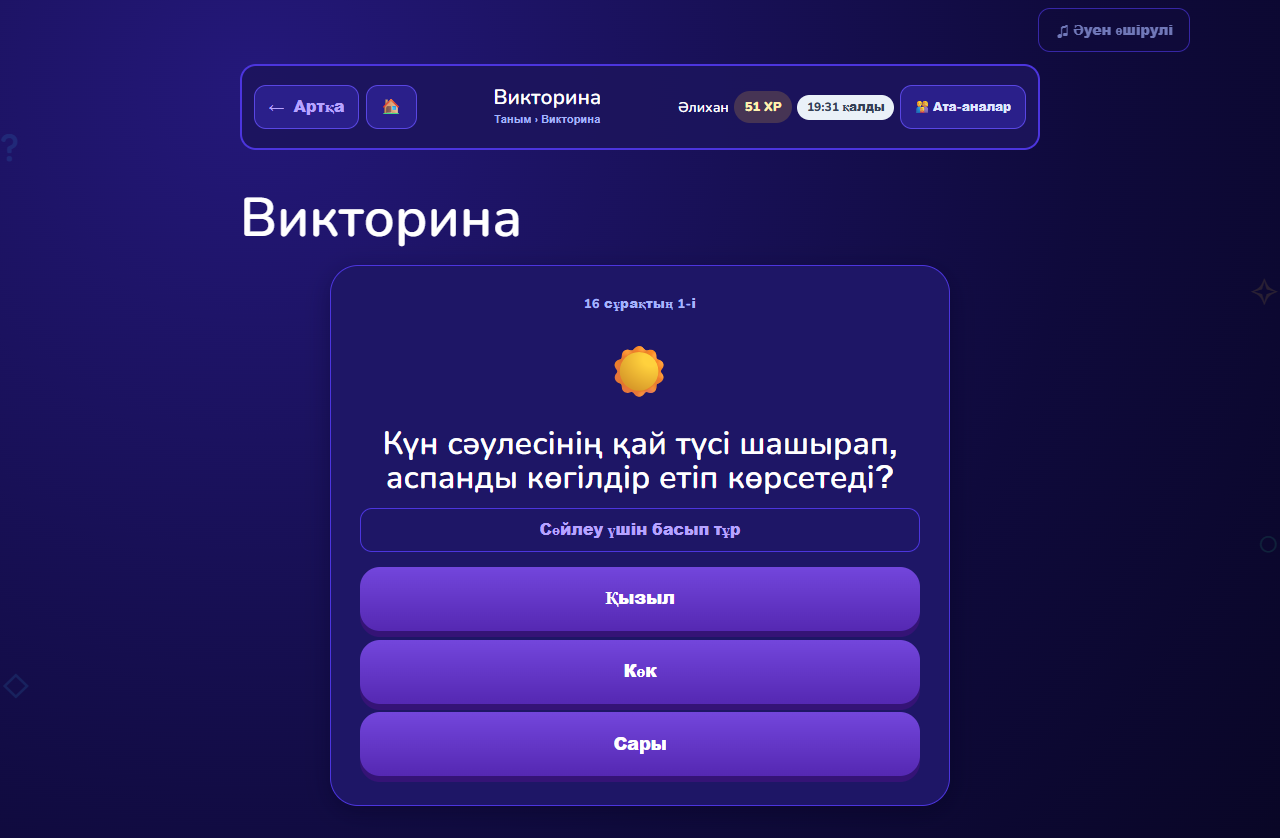 ♫ Әуен өшірулі
← Артқа
Викторина
Таным › Викторина
Әлихан
51 XP
19:31 қалды
Ата-аналар
Викторина
16 сұрақтың 1-і
Күн сәулесінің қай түсі шашырап,
аспанды көгілдір етіп көрсетеді?
Сөйлеу үшін басып тұр
Қызыл
Көк
Сары